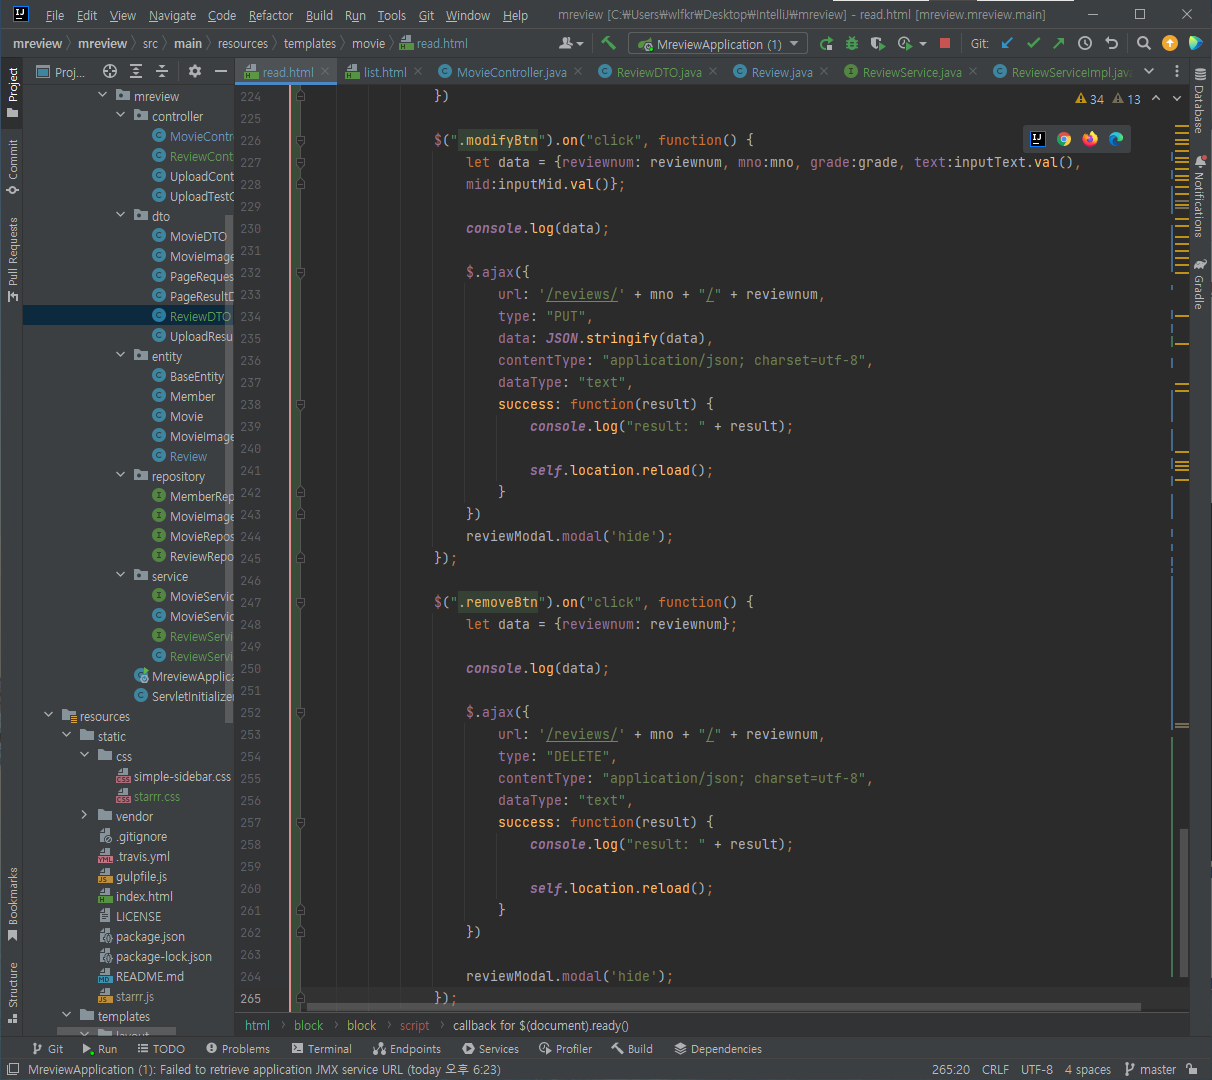 File Edit View Navigate Code Refactor Build Run Tools Git Window Help mreview [C:₩Users₩wlfkr₩Desktop₩IntelliJ₩mreview] - read.html [mreview.mreview.main]
mreview mreview src main resources templates movie read.html MreviewApplication (1) Git:
Project Proj... read.html list.html MovieController.java ReviewDTO.java Review.java ReviewService.java ReviewServiceImpl.java
Commit
Pull Requests
Bookmarks
Structure
mreview
controller
MovieContr
ReviewCont
UploadCont
UploadTestC
dto
MovieDTO
MovieImage
PageReques
PageResultD
ReviewDTO
UploadResu
entity
BaseEntity
Member
Movie
MovieImage
Review
repository
MemberRep
MovieImage
MovieRepos
ReviewRepo
service
MovieServic
MovieServic
ReviewServi
ReviewServi
MreviewApplica
ServletInitializer
resources
static
css
simple-sidebar.css
starrr.css
vendor
.gitignore
.travis.yml
gulpfile.js
index.html
LICENSE
package.json
package-lock.json
README.md
starrr.js
templates
layout
34 13
224 })
225
226 $(".modifyBtn").on("click", function() {
227 let data = {reviewnum: reviewnum, mno:mno, grade:grade, text:inputText.val(),
228 mid:inputMid.val()};
229
230 console.log(data);
231
232 $.ajax({
233 url: '/reviews/' + mno + "/" + reviewnum,
234 type: "PUT",
235 data: JSON.stringify(data),
236 contentType: "application/json; charset=utf-8",
237 dataType: "text",
238 success: function(result) {
239 console.log("result: " + result);
240
241 self.location.reload();
242 }
243 })
244 reviewModal.modal('hide');
245 });
246
247 $(".removeBtn").on("click", function() {
248 let data = {reviewnum: reviewnum};
249
250 console.log(data);
251
252 $.ajax({
253 url: '/reviews/' + mno + "/" + reviewnum,
254 type: "DELETE",
255 contentType: "application/json; charset=utf-8",
256 dataType: "text",
257 success: function(result) {
258 console.log("result: " + result);
259
260 self.location.reload();
261 }
262 })
263
264 reviewModal.modal('hide');
265 });
Database
Notifications
Gradle
html block block script callback for $(document).ready()
Git Run TODO Problems Terminal Endpoints Services Profiler Build Dependencies
MreviewApplication (1): Failed to retrieve application JMX service URL (today 오후 6:23) 265:20 CRLF UTF-8 4 spaces master